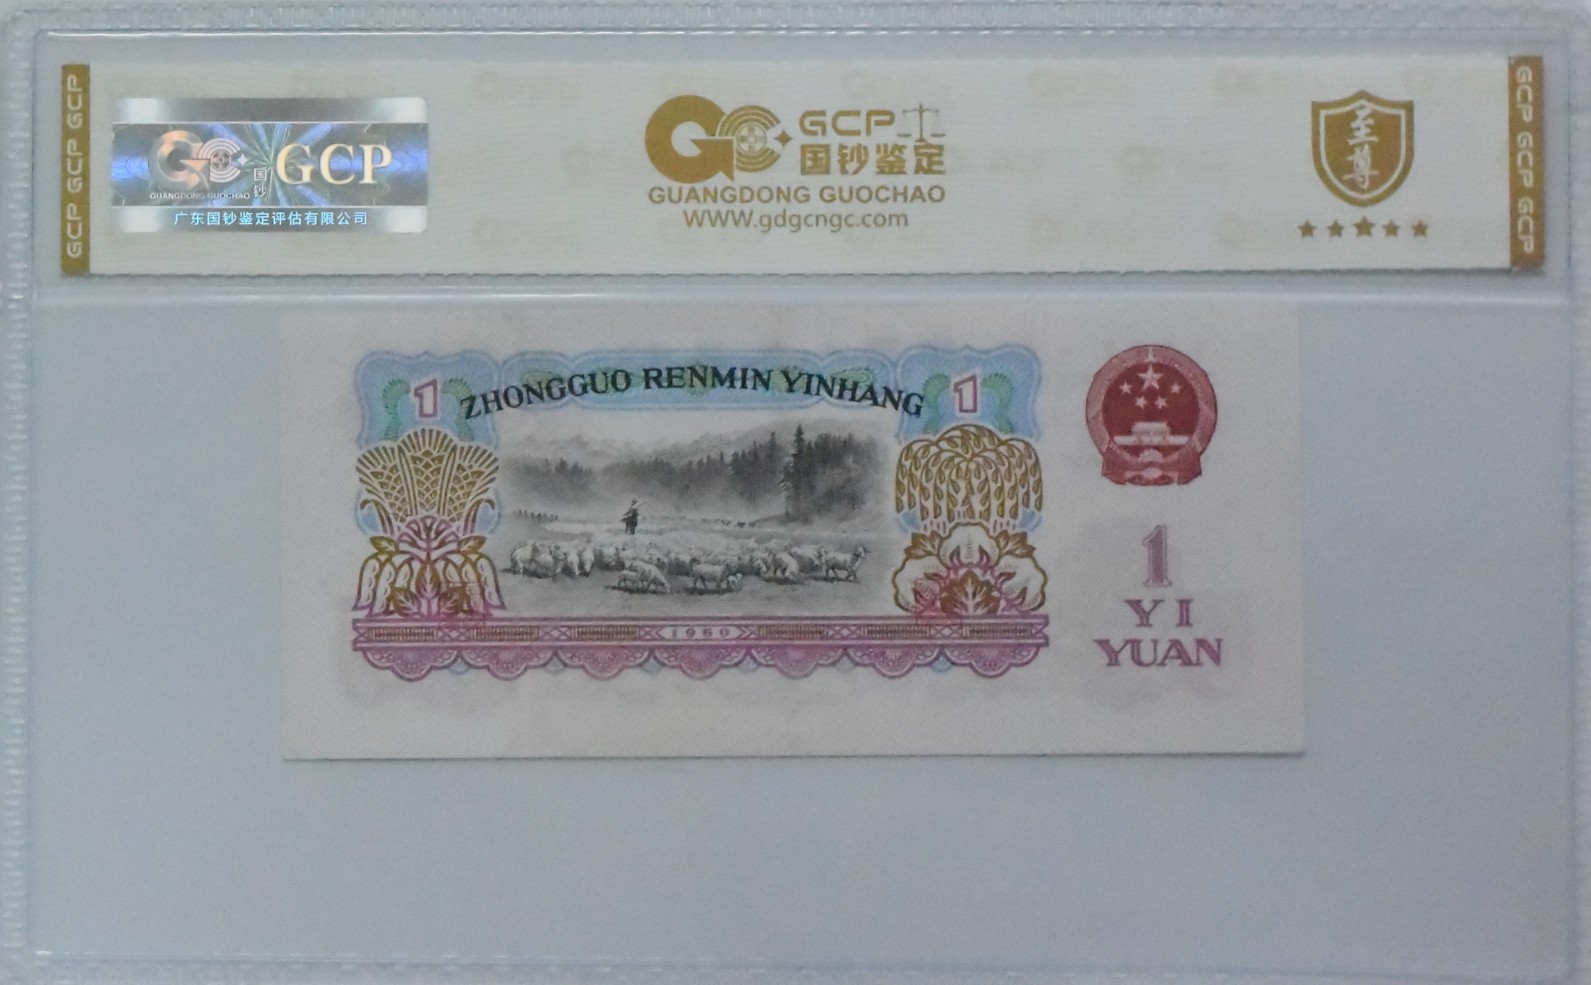 GCP GCP GCP
GCP
国钞
GUANGDONG GUOCHAO
广东国钞鉴定评估有限公司
GCP
国钞鉴定
GUANGDONG GUOCHAO
WWW.gdgcngc.com
至尊
GCP GCP GCP
1 ZHONGGUO RENMIN YINHANG 1
1960
1
YI
YUAN